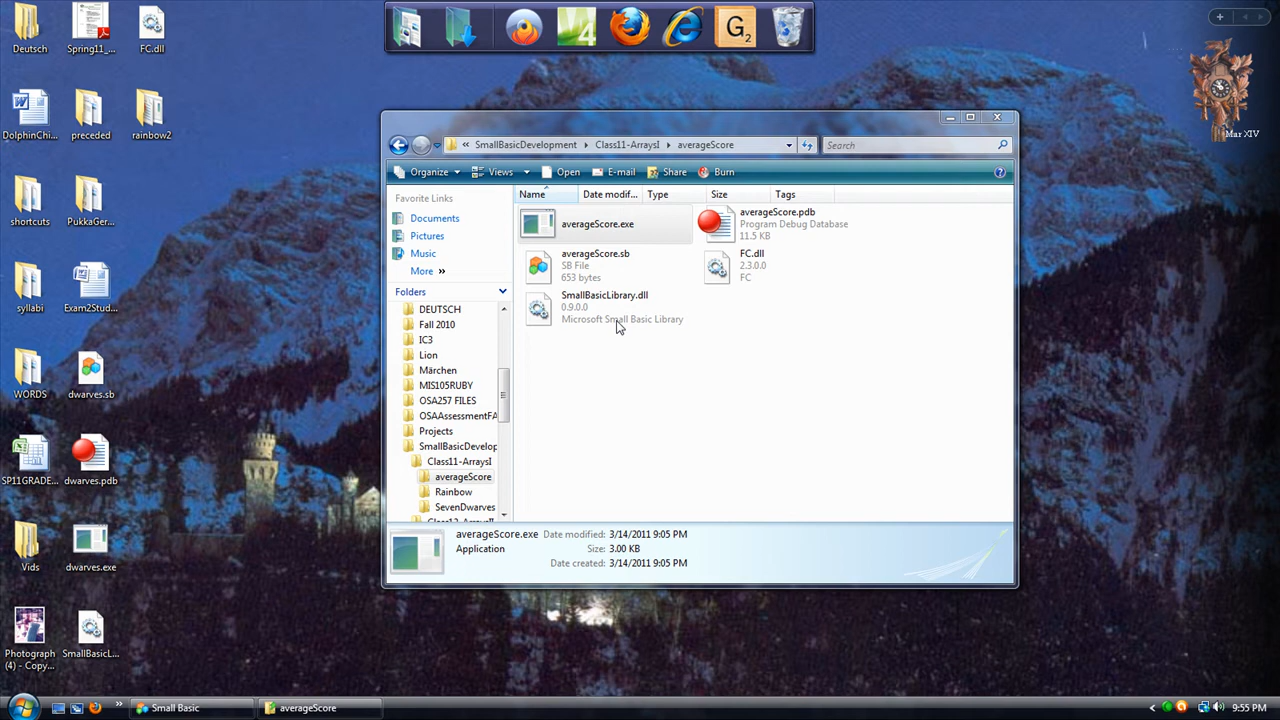 Deutsch
Spring11_...
FC.dll
DolphinChi...
preceded
rainbow2
shortcuts
PukkaGer...
syllabi
Exam2Stud...
WORDS
dwarves.sb
SP11GRADE...
dwarves.pdb
Vids
dwarves.exe
Photograph
(4) - Copy...
SmallBasicL...
4
G2
Mar XIV
« SmallBasicDevelopment Class11-ArraysI averageScore
Search
Organize Views Open E-mail Share Burn
Favorite Links
Documents
Pictures
Music
More »
Folders
DEUTSCH
Fall 2010
IC3
Lion
Märchen
MIS105RUBY
OSA257 FILES
OSAAssessmentFA
Projects
SmallBasicDevelop
Class11-ArraysI
averageScore
Rainbow
SevenDwarves
Class12-ArraysII
Name Date modif... Type Size Tags
averageScore.exe
averageScore.sb
SB File
653 bytes
SmallBasicLibrary.dll
0.9.0.0
Microsoft Small Basic Library
averageScore.pdb
Program Debug Database
11.5 KB
FC.dll
2.3.0.0
FC
averageScore.exe Date modified: 3/14/2011 9:05 PM
Application Size: 3.00 KB
Date created: 3/14/2011 9:05 PM
Small Basic
averageScore
9:55 PM